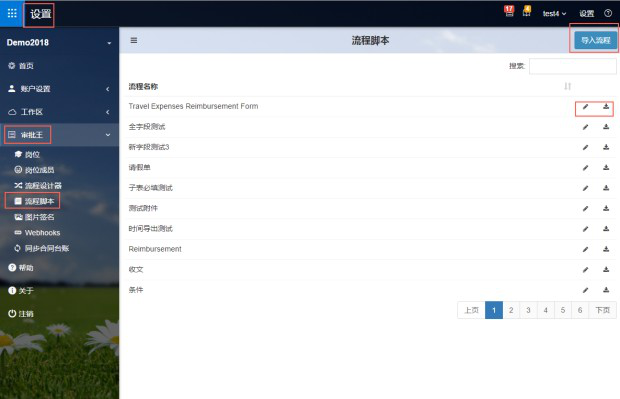 设置
17
4
test4
设置
Demo2018
流程脚本
导入流程
首页
账户设置
工作区
审批王
岗位
岗位成员
流程设计器
流程脚本
图片签名
Webhooks
同步合同台账
帮助
关于
注销
搜索:
流程名称
Travel Expenses Reimbursement Form
全字段测试
新字段测试3
请假单
子表必填测试
测试附件
时间导出测试
Reimbursement
收文
条件
上页 1 2 3 4 5 6 下页